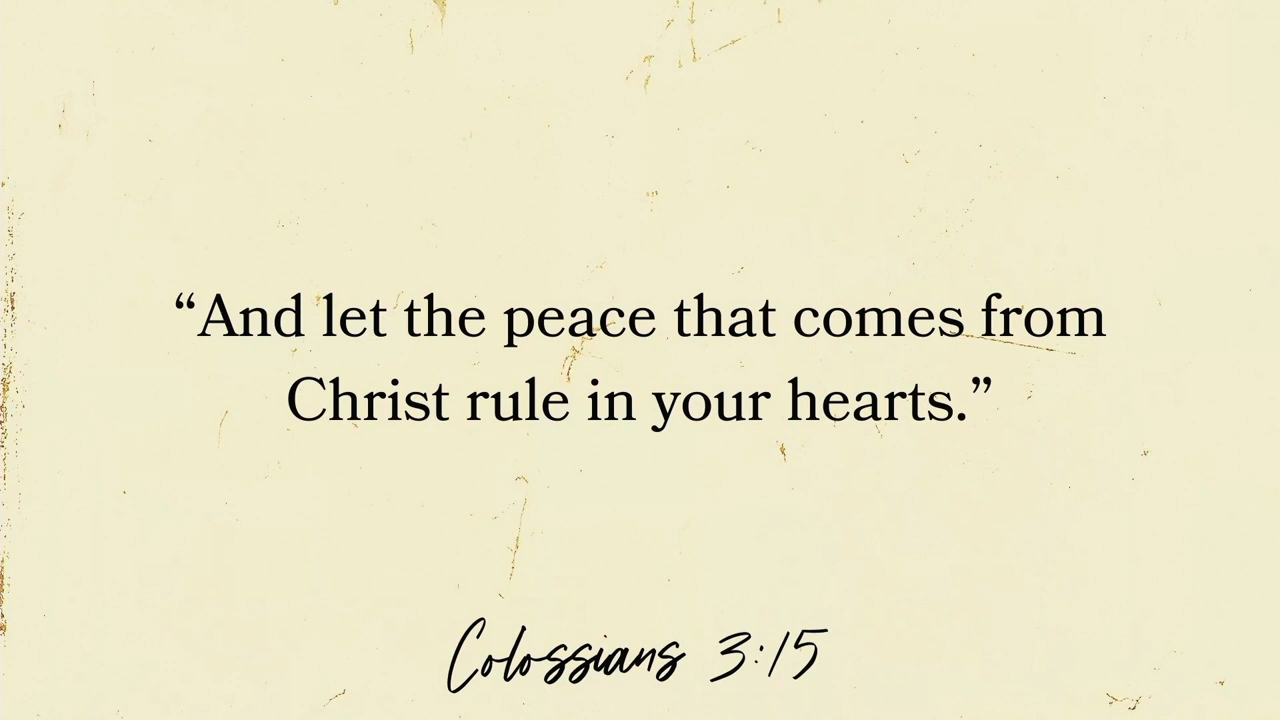 “And let the peace that comes from
Christ rule in your hearts.”
Colossians 3:15